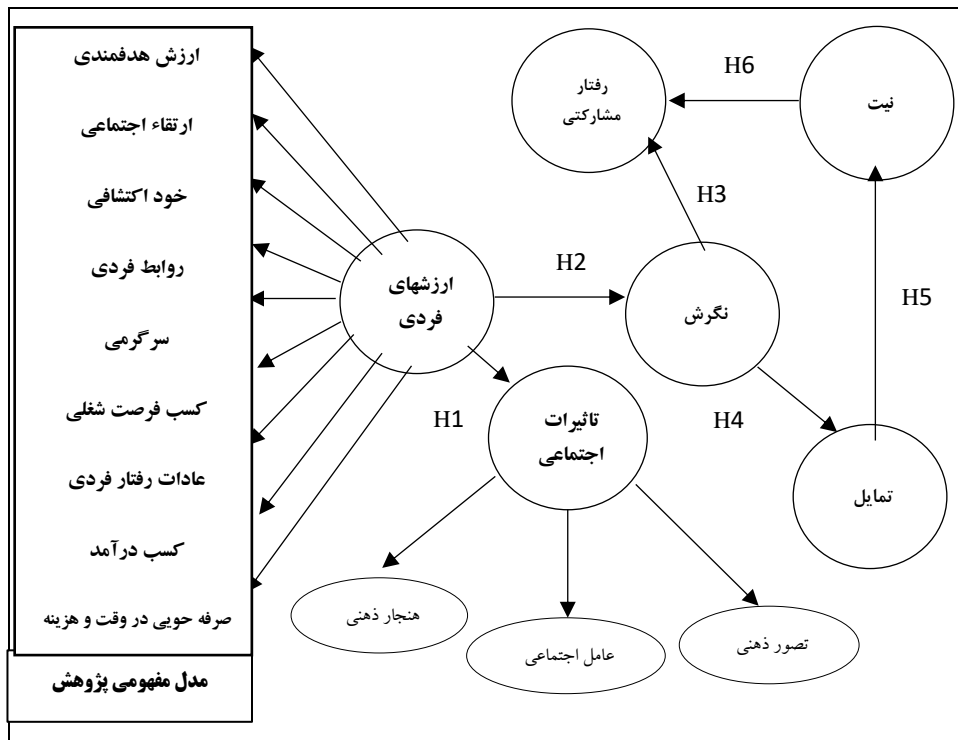 ارزش هدفمندی
ارتقاء اجتماعی
خود اکتشافی
روابط فردی
سرگرمی
کسب فرصت شغلی
عادات رفتار فردی
کسب درآمد
صرفه حویی در وقت و هزینه
مدل مفهومی پژوهش
ارزشهای
فردی
H1
H2
تاثیرات
اجتماعی
هنجار ذهنی
عامل اجتماعی
تصور ذهنی
نگرش
H3
H4
رفتار
مشارکتی
H6
نیت
H5
تمایل